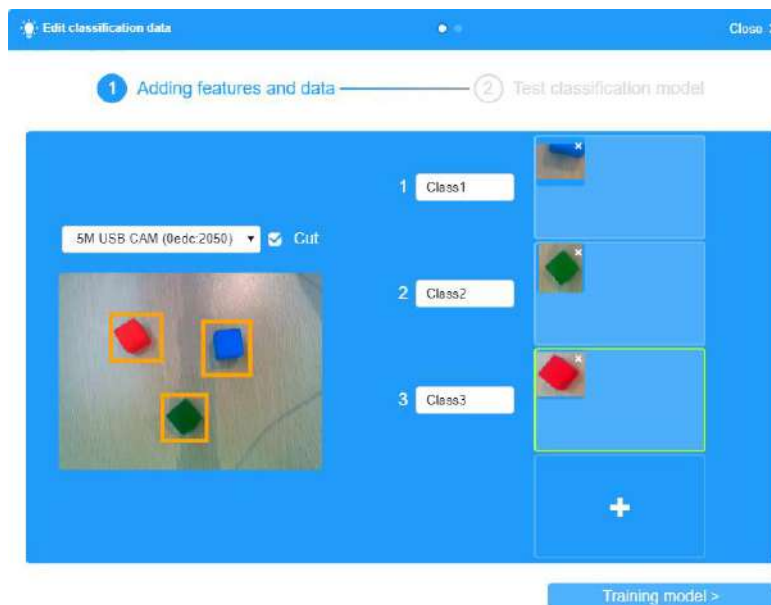 Edit classification data
Close
1 Adding features and data
2 Test classification model
1 Class1
5M USB CAM (0edc:2050) Cut
2 Class2
3 Class3
Training model >